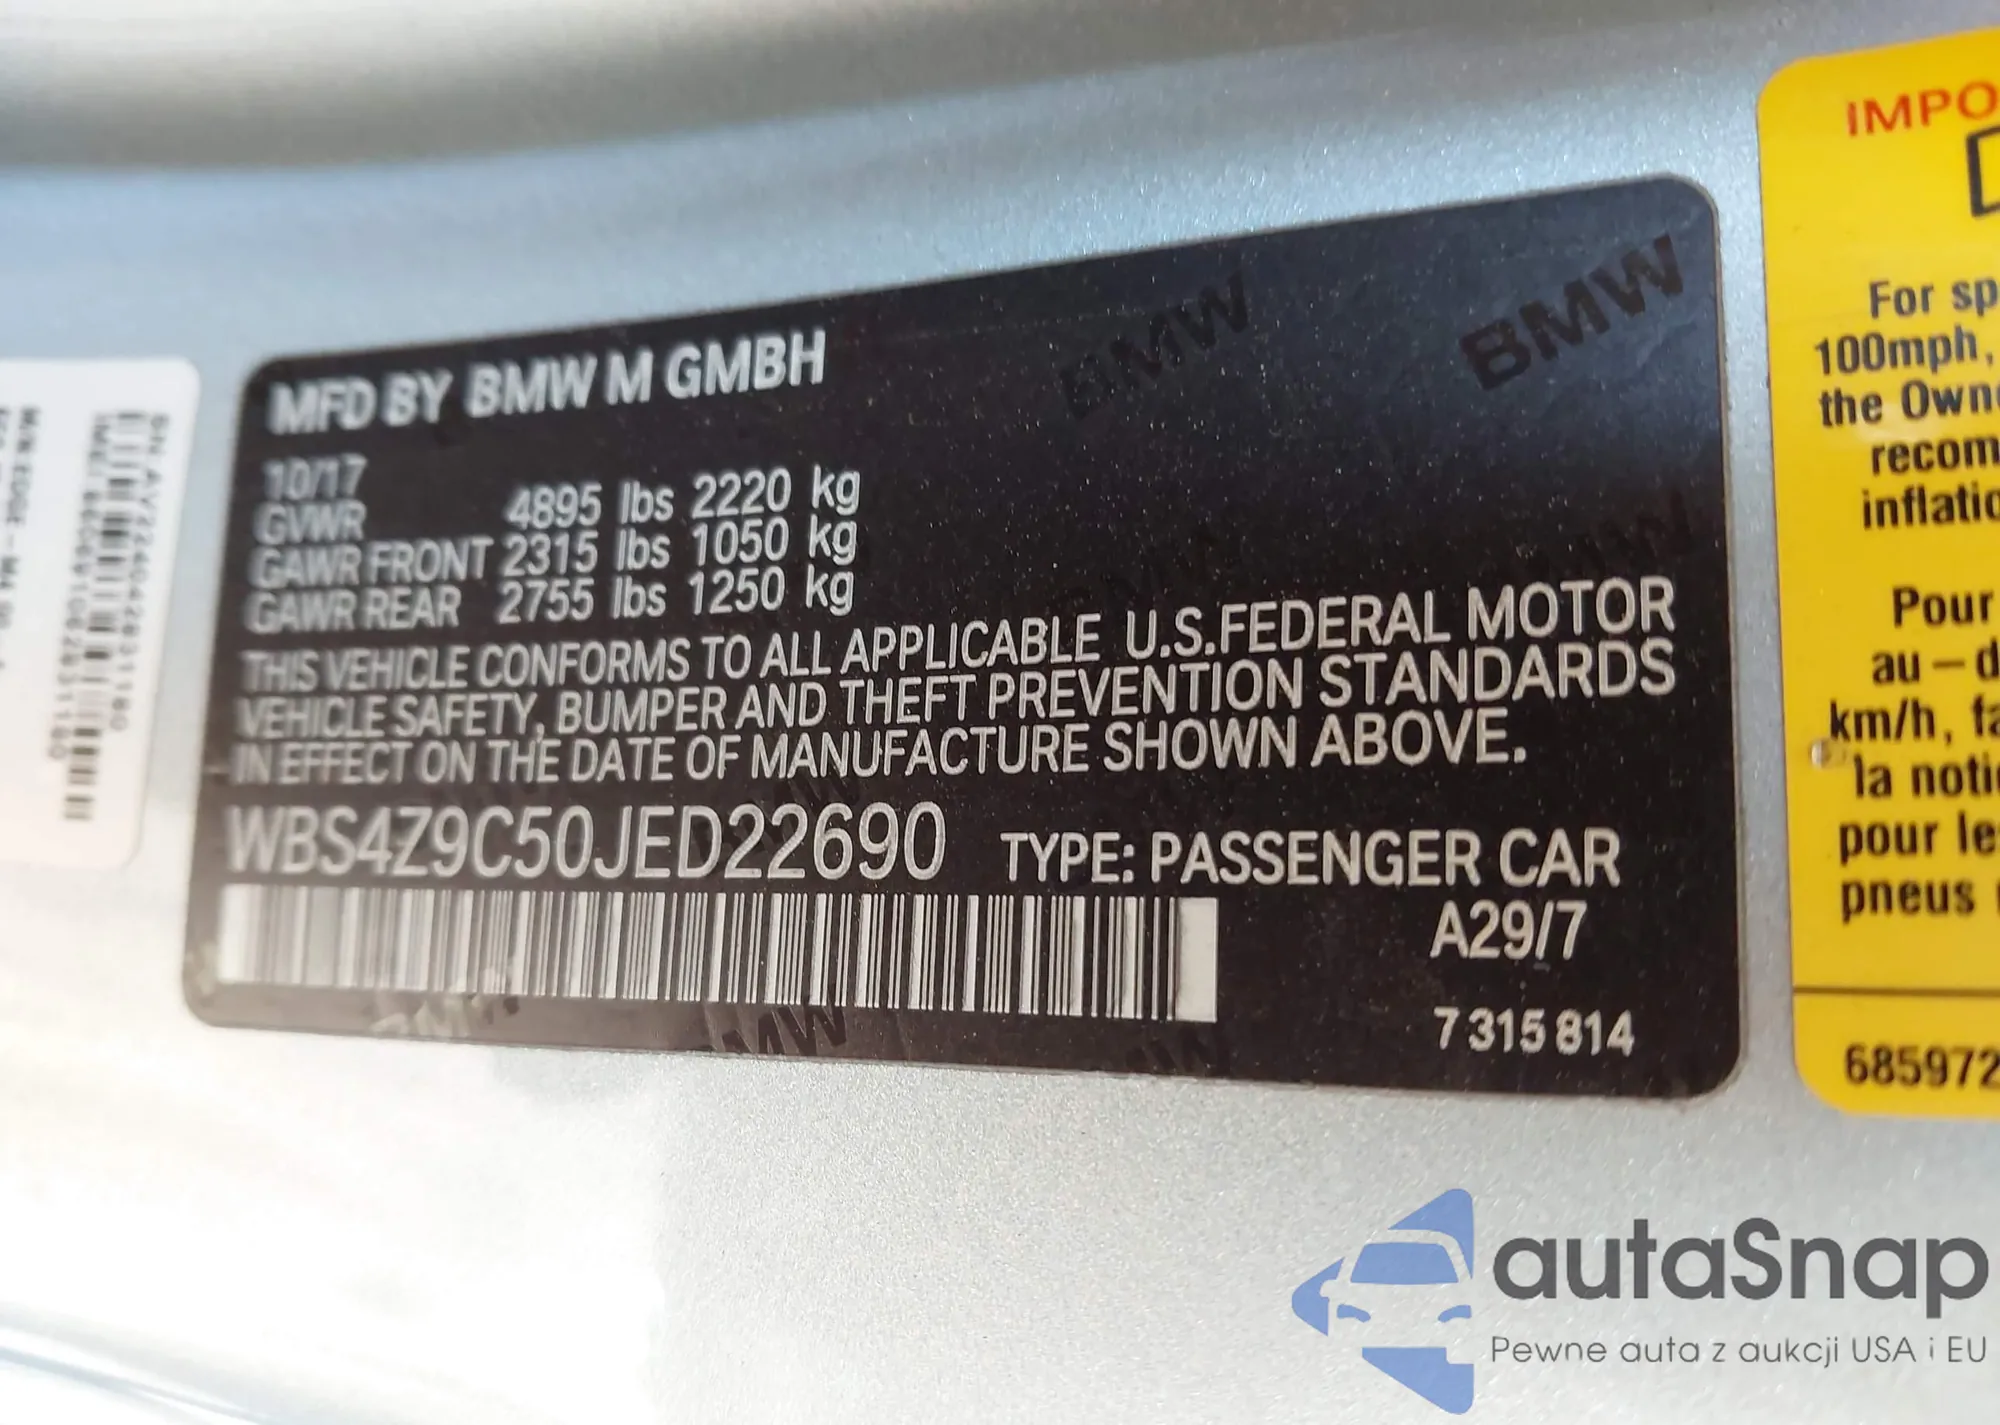 MFD BY BMW M GMBH
10/17
GVWR 4895 lbs 2220 kg
GAWR FRONT 2315 lbs 1050 kg
GAWR REAR 2755 lbs 1250 kg
THIS VEHICLE CONFORMS TO ALL APPLICABLE U.S.FEDERAL MOTOR
VEHICLE SAFETY, BUMPER AND THEFT PREVENTION STANDARDS
IN EFFECT ON THE DATE OF MANUFACTURE SHOWN ABOVE.
WBS4Z9C50JED22690 TYPE: PASSENGER CAR
A29/7
7 315 814
BMW
BMW
IMPO
For sp
100mph,
the Owne
recom
inflatio
Pour
au – d
km/h, fa
la noti
pour le
pneus
685972
autaSnap
Pewne auta z aukcji USA i EU